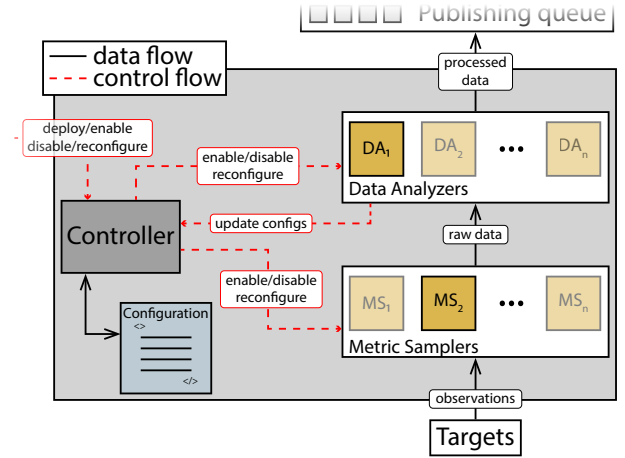 Publishing queue
data flow
control flow
processed
data
deploy/enable
disable/reconfigure
enable/disable
reconfigure
DA1
DA2
•••
DAn
Data Analyzers
update configs
raw data
Controller
enable/disable
reconfigure
MS1
MS2
•••
MSn
Metric Samplers
Configuration
<>
</>
observations
Targets